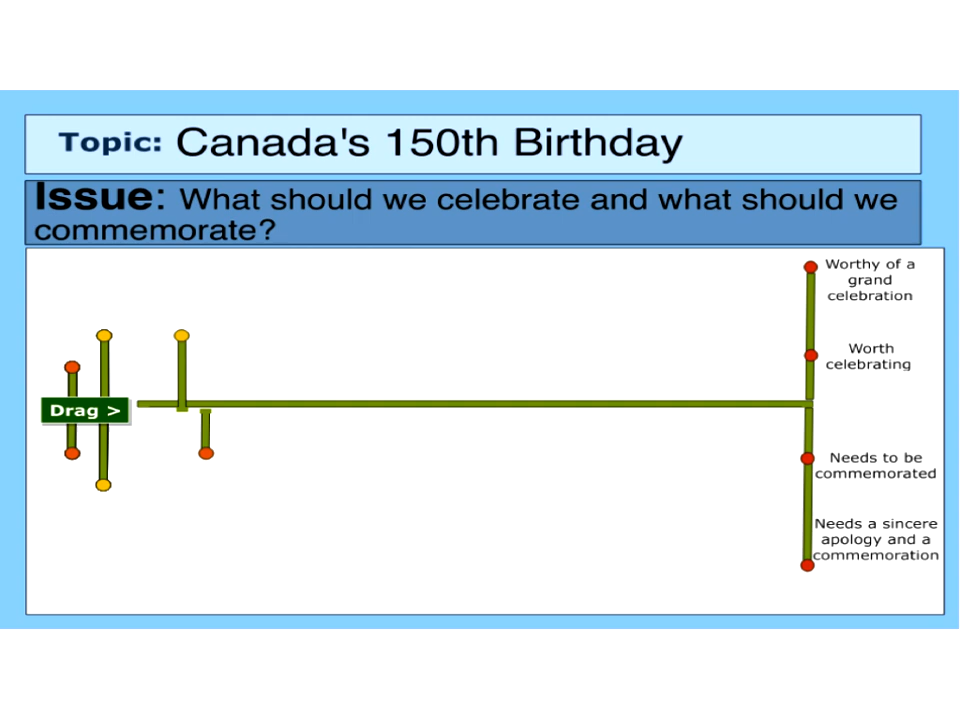 Topic: Canada's 150th Birthday
Issue: What should we celebrate and what should we
commemorate?
Worthy of a
grand
celebration
Worth
celebrating
Drag >
Needs to be
commemorated
Needs a sincere
apology and a
commemoration